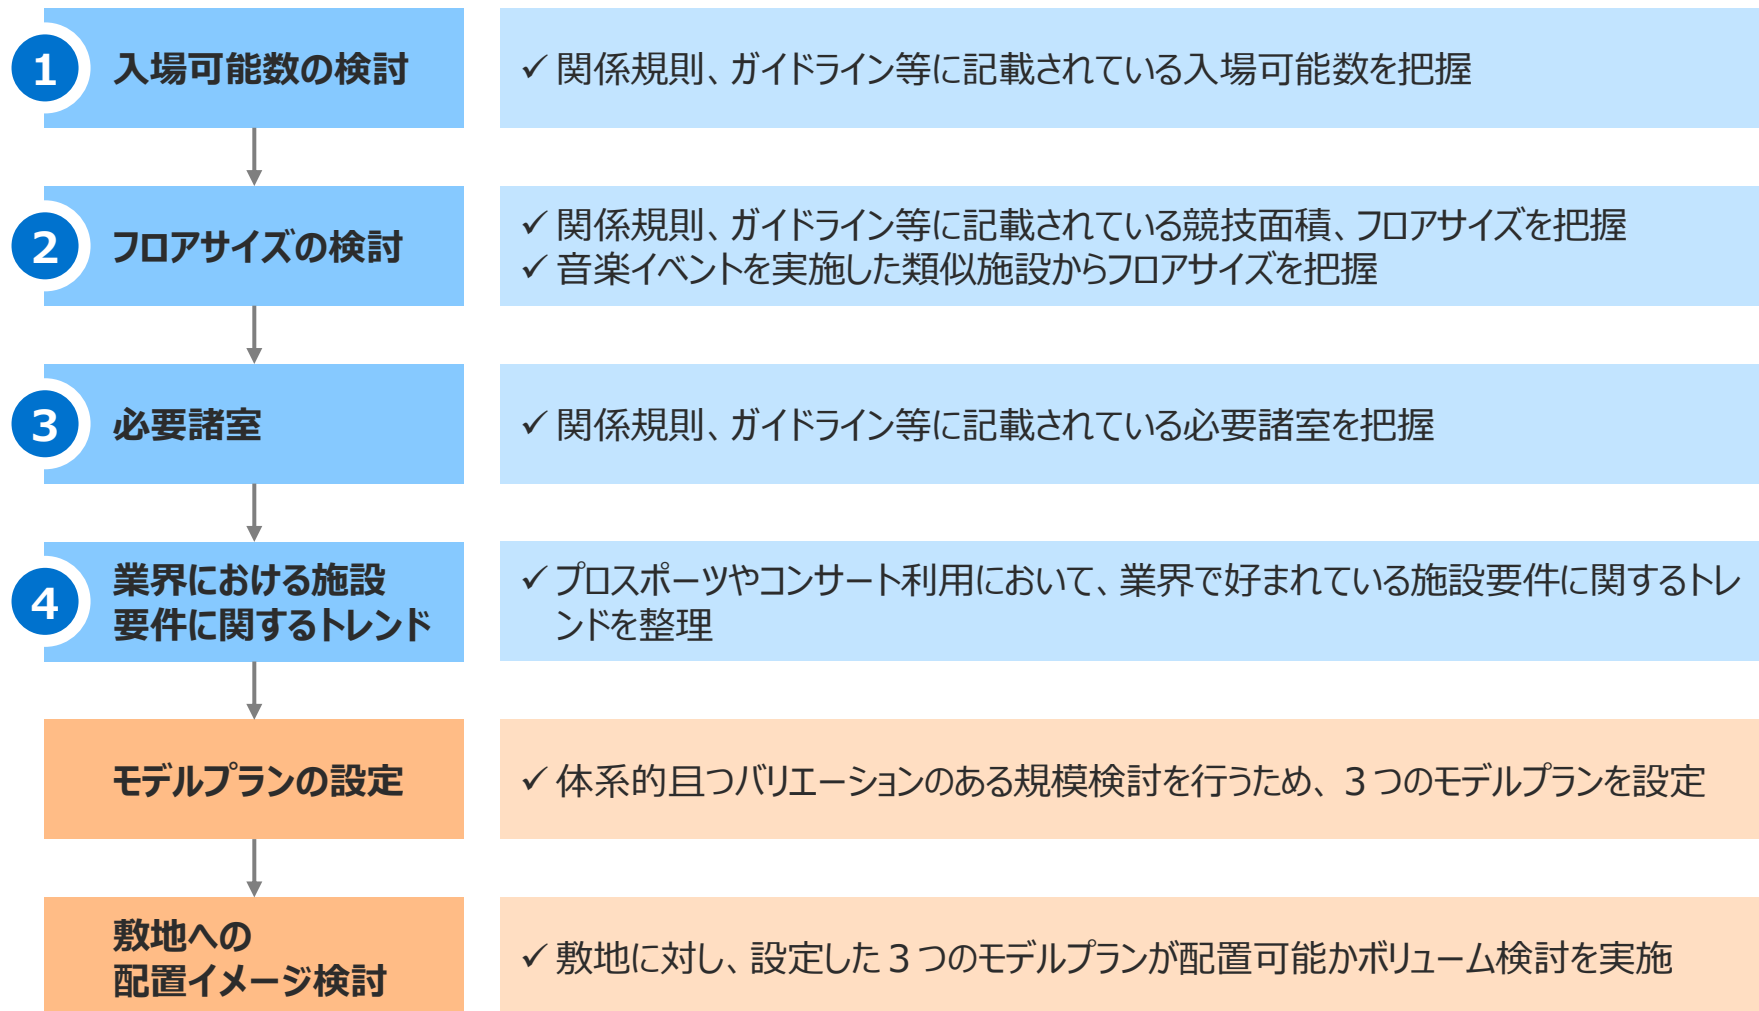 1
入場可能数の検討
✓関係規則、ガイドライン等に記載されている入場可能数を把握
2
フロアサイズの検討
✓関係規則、ガイドライン等に記載されている競技面積、フロアサイズを把握
✓音楽イベントを実施した類似施設からフロアサイズを把握
3
必要諸室
✓関係規則、ガイドライン等に記載されている必要諸室を把握
4
業界における施設
要件に関するトレンド
✓プロスポーツやコンサート利用において、業界で好まれている施設要件に関するトレ
ンドを整理
モデルプランの設定
✓体系的且つバリエーションのある規模検討を行うため、３つのモデルプランを設定
敷地への
配置イメージ検討
✓敷地に対し、設定した３つのモデルプランが配置可能かボリューム検討を実施